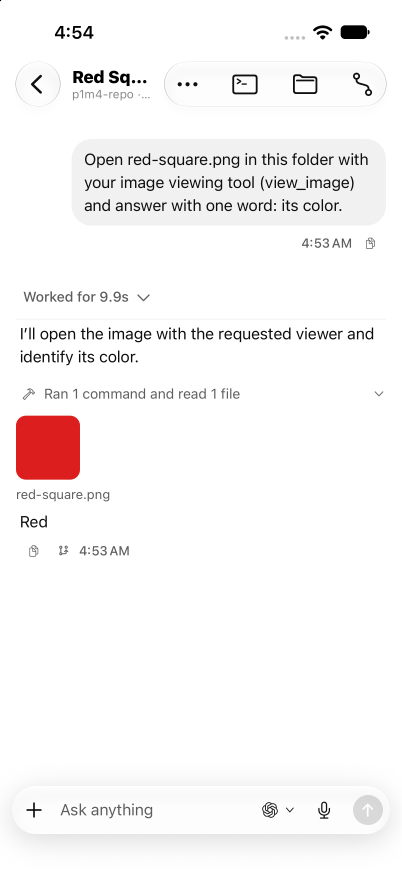 4:54
Red Sq...
p1m4-repo ·...
Open red-square.png in this folder with
your image viewing tool (view_image)
and answer with one word: its color.
4:53 AM
Worked for 9.9s
I’ll open the image with the requested viewer and
identify its color.
Ran 1 command and read 1 file
red-square.png
Red
4:53 AM
Ask anything